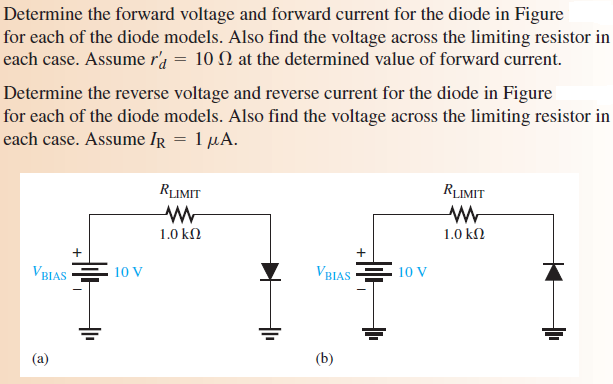 Determine the forward voltage and forward current for the diode in Figure
for each of the diode models. Also find the voltage across the limiting resistor in
each case. Assume r′d = 10 Ω at the determined value of forward current.
Determine the reverse voltage and reverse current for the diode in Figure
for each of the diode models. Also find the voltage across the limiting resistor in
each case. Assume IR = 1 μA.
RLIMIT
1.0 kΩ
+
VBIAS
10 V
−
(a)
RLIMIT
1.0 kΩ
+
VBIAS
10 V
−
(b)